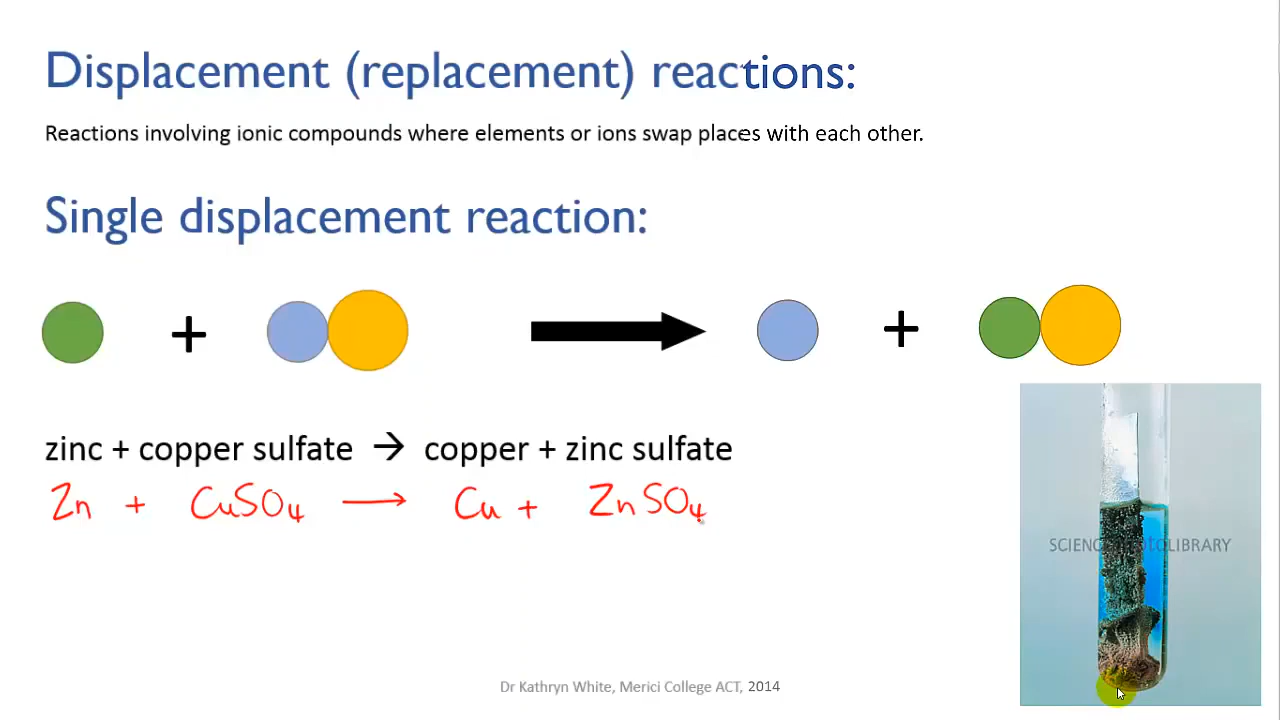 Displacement (replacement) reactions:
Reactions involving ionic compounds where elements or ions swap places with each other.
Single displacement reaction:
+ +
zinc + copper sulfate → copper + zinc sulfate
Zn + CuSO₄ → Cu + ZnSO₄
SCIENCEPHOTOLIBRARY
Dr Kathryn White, Merici College ACT, 2014